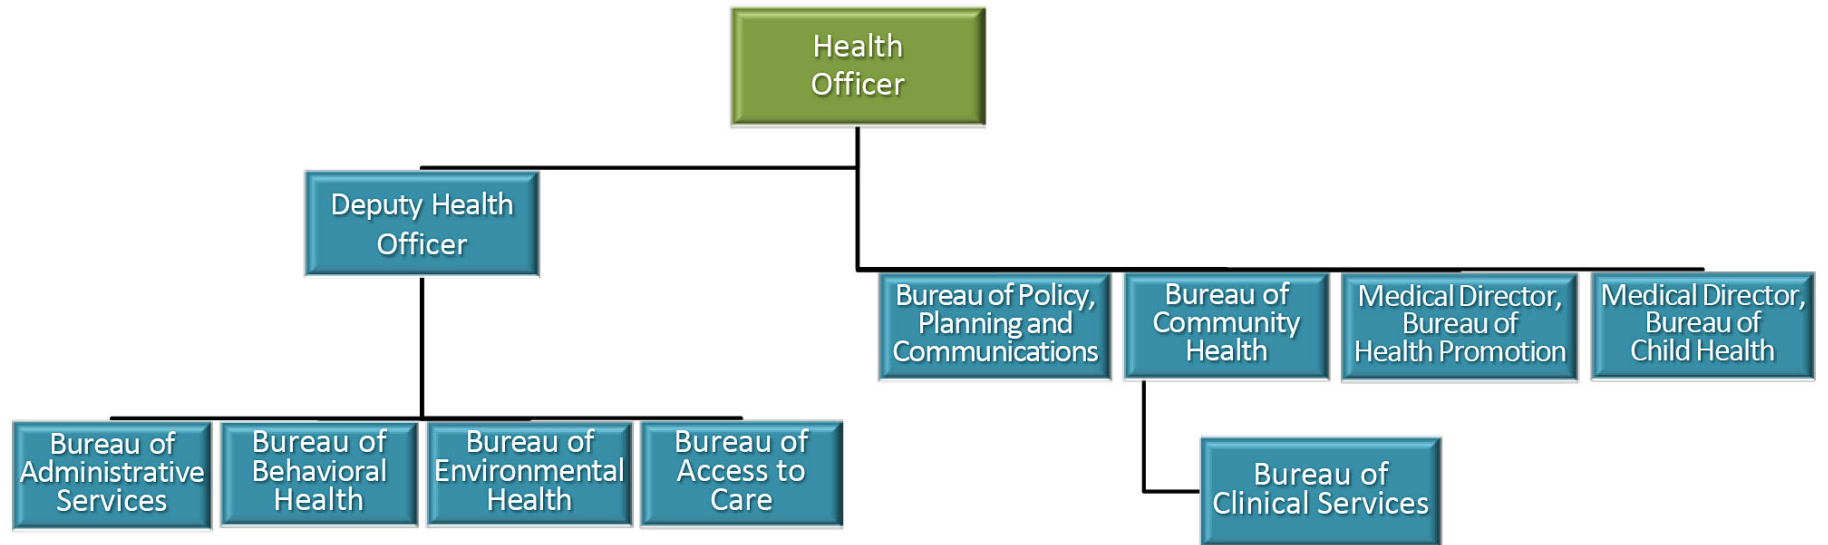 Health
Officer
Deputy Health
Officer
Bureau of Policy,
Planning and
Communications
Bureau of
Community
Health
Medical Director,
Bureau of
Health Promotion
Medical Director,
Bureau of
Child Health
Bureau of
Administrative
Services
Bureau of
Behavioral
Health
Bureau of
Environmental
Health
Bureau of
Access to
Care
Bureau of
Clinical Services